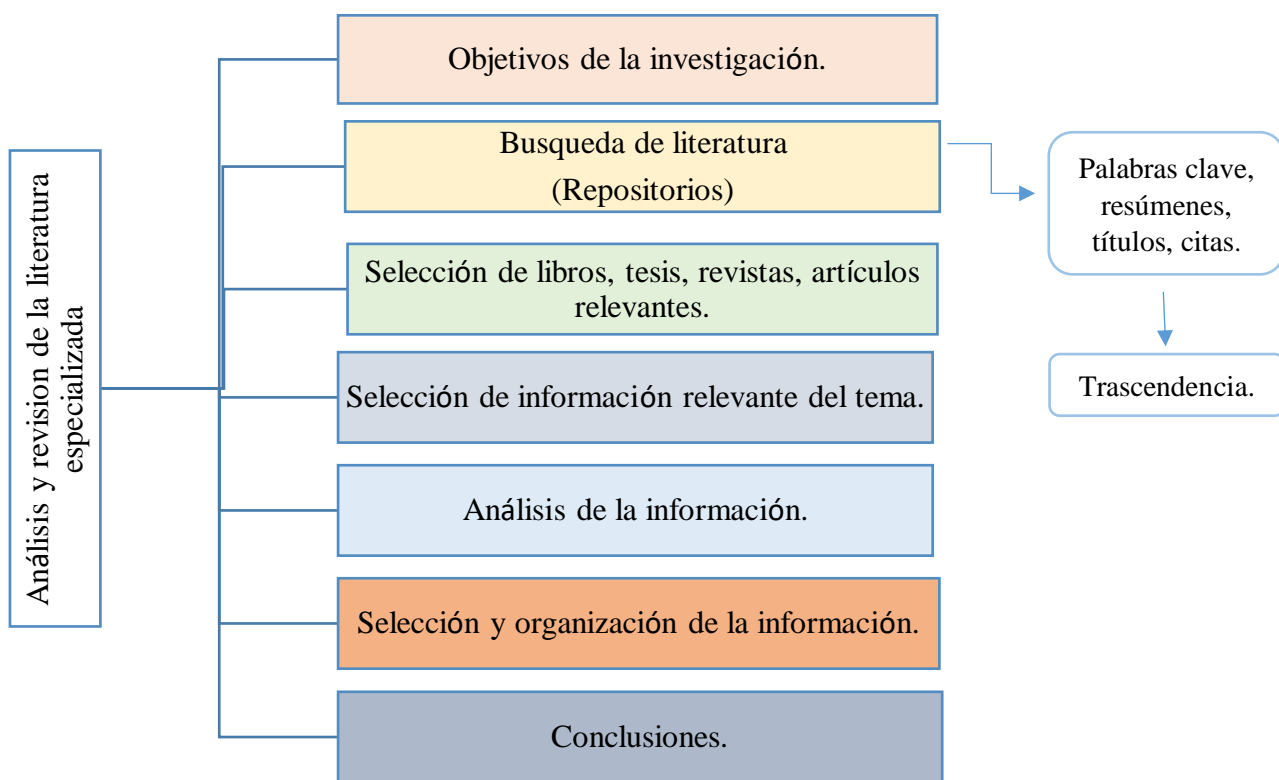 Análisis y revision de la literatura
especializada
Objetivos de la investigación.
Busqueda de literatura
(Repositorios)
Palabras clave,
resúmenes,
títulos, citas.
Trascendencia.
Selección de libros, tesis, revistas, artículos
relevantes.
Selección de información relevante del tema.
Análisis de la información.
Selección y organización de la información.
Conclusiones.